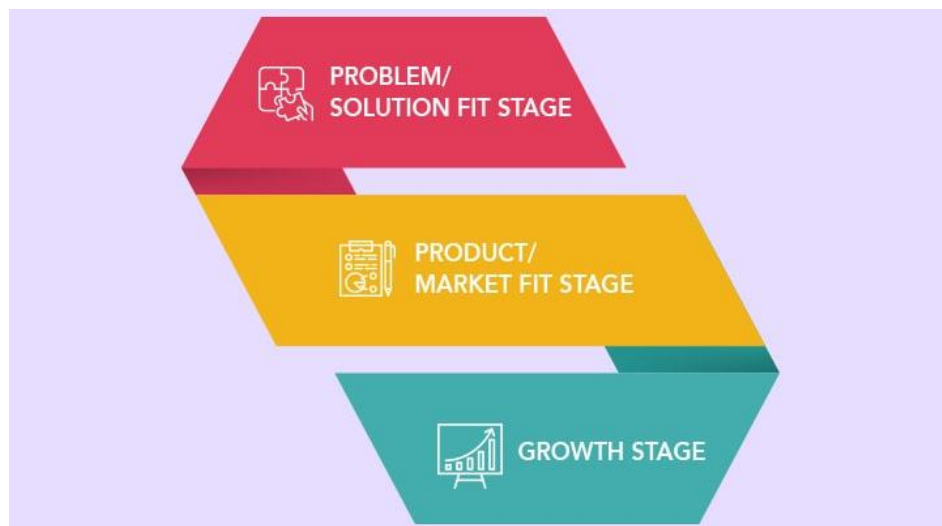 PROBLEM/
SOLUTION FIT STAGE
PRODUCT/
MARKET FIT STAGE
GROWTH STAGE